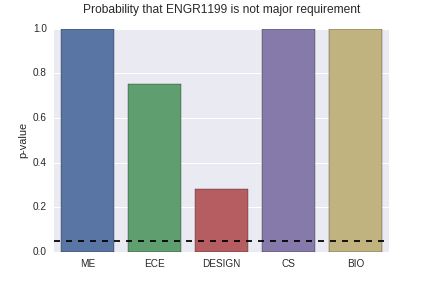 Probability that ENGR1199 is not major requirement
1.0
0.8
0.6
0.4
0.2
0.0
p-value
ME ECE DESIGN CS BIO